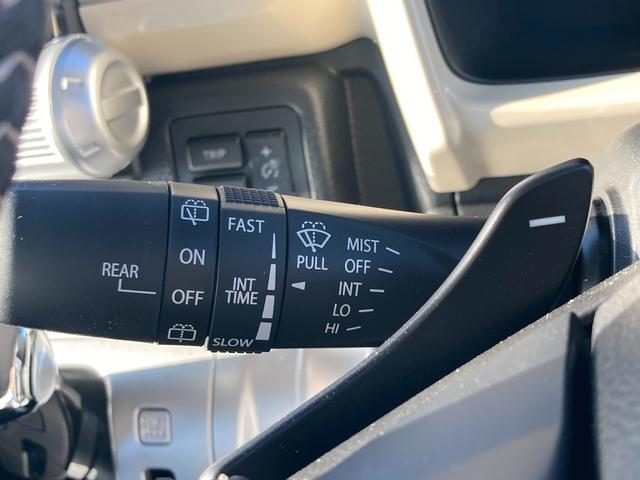 TRIP
+
REAR
ON
OFF
FAST
INT
TIME
SLOW
PULL
MIST
OFF
INT
LO
HI